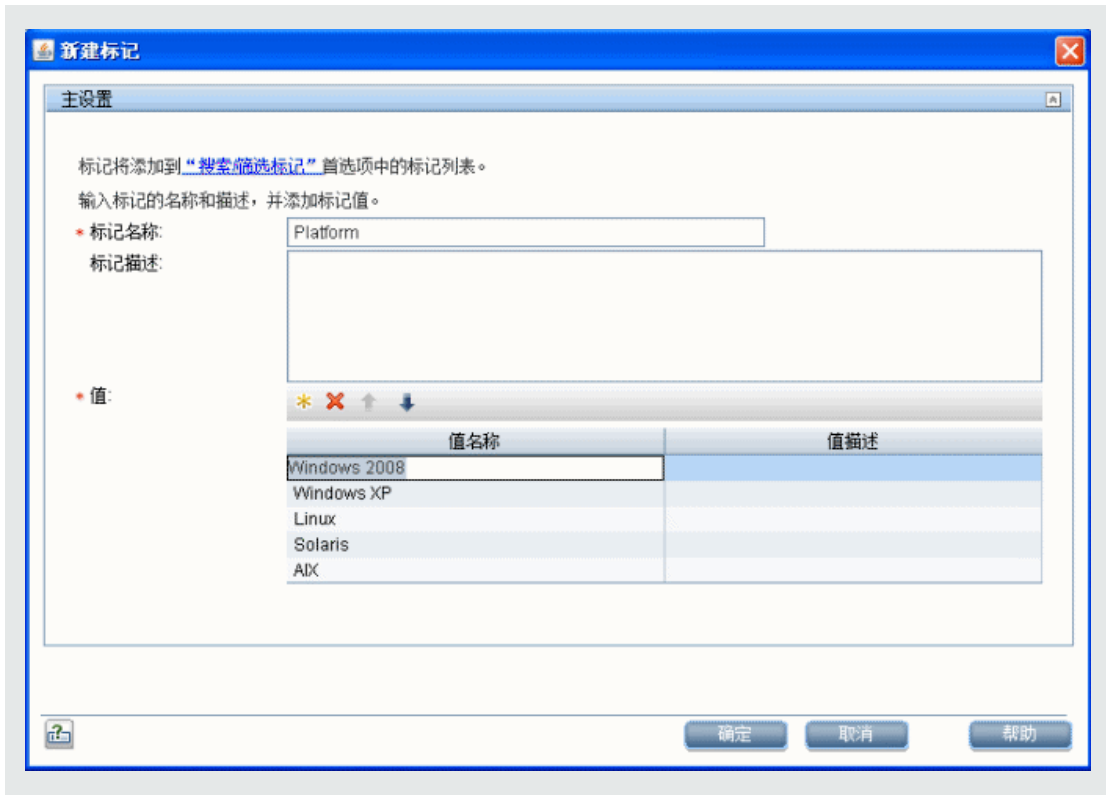 新建标记
主设置
标记将添加到“搜索/筛选标记”首选项中的标记列表。
输入标记的名称和描述，并添加标记值。
* 标记名称: Platform
标记描述:
* 值:
值名称 值描述
Windows 2008
Windows XP
Linux
Solaris
AIX
确定 取消 帮助